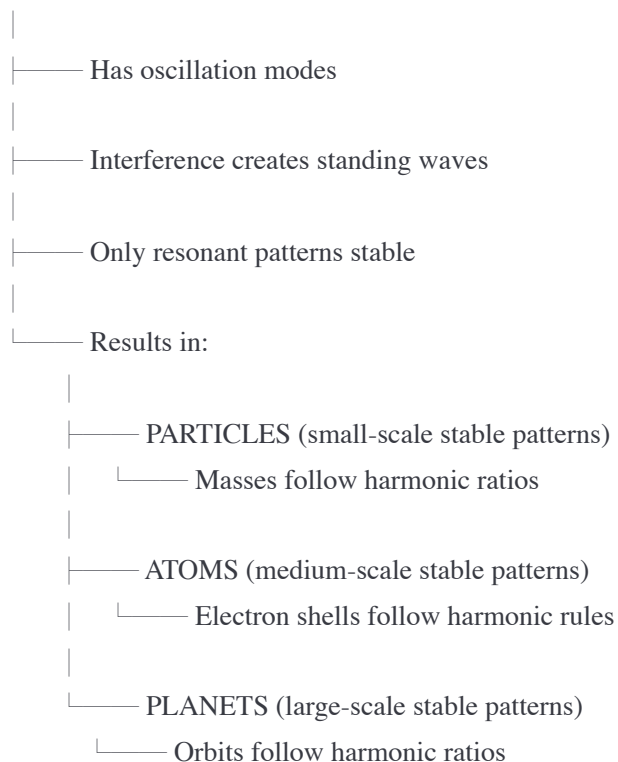 Has oscillation modes
Interference creates standing waves
Only resonant patterns stable
Results in:
PARTICLES (small-scale stable patterns)
Masses follow harmonic ratios
ATOMS (medium-scale stable patterns)
Electron shells follow harmonic rules
PLANETS (large-scale stable patterns)
Orbits follow harmonic ratios